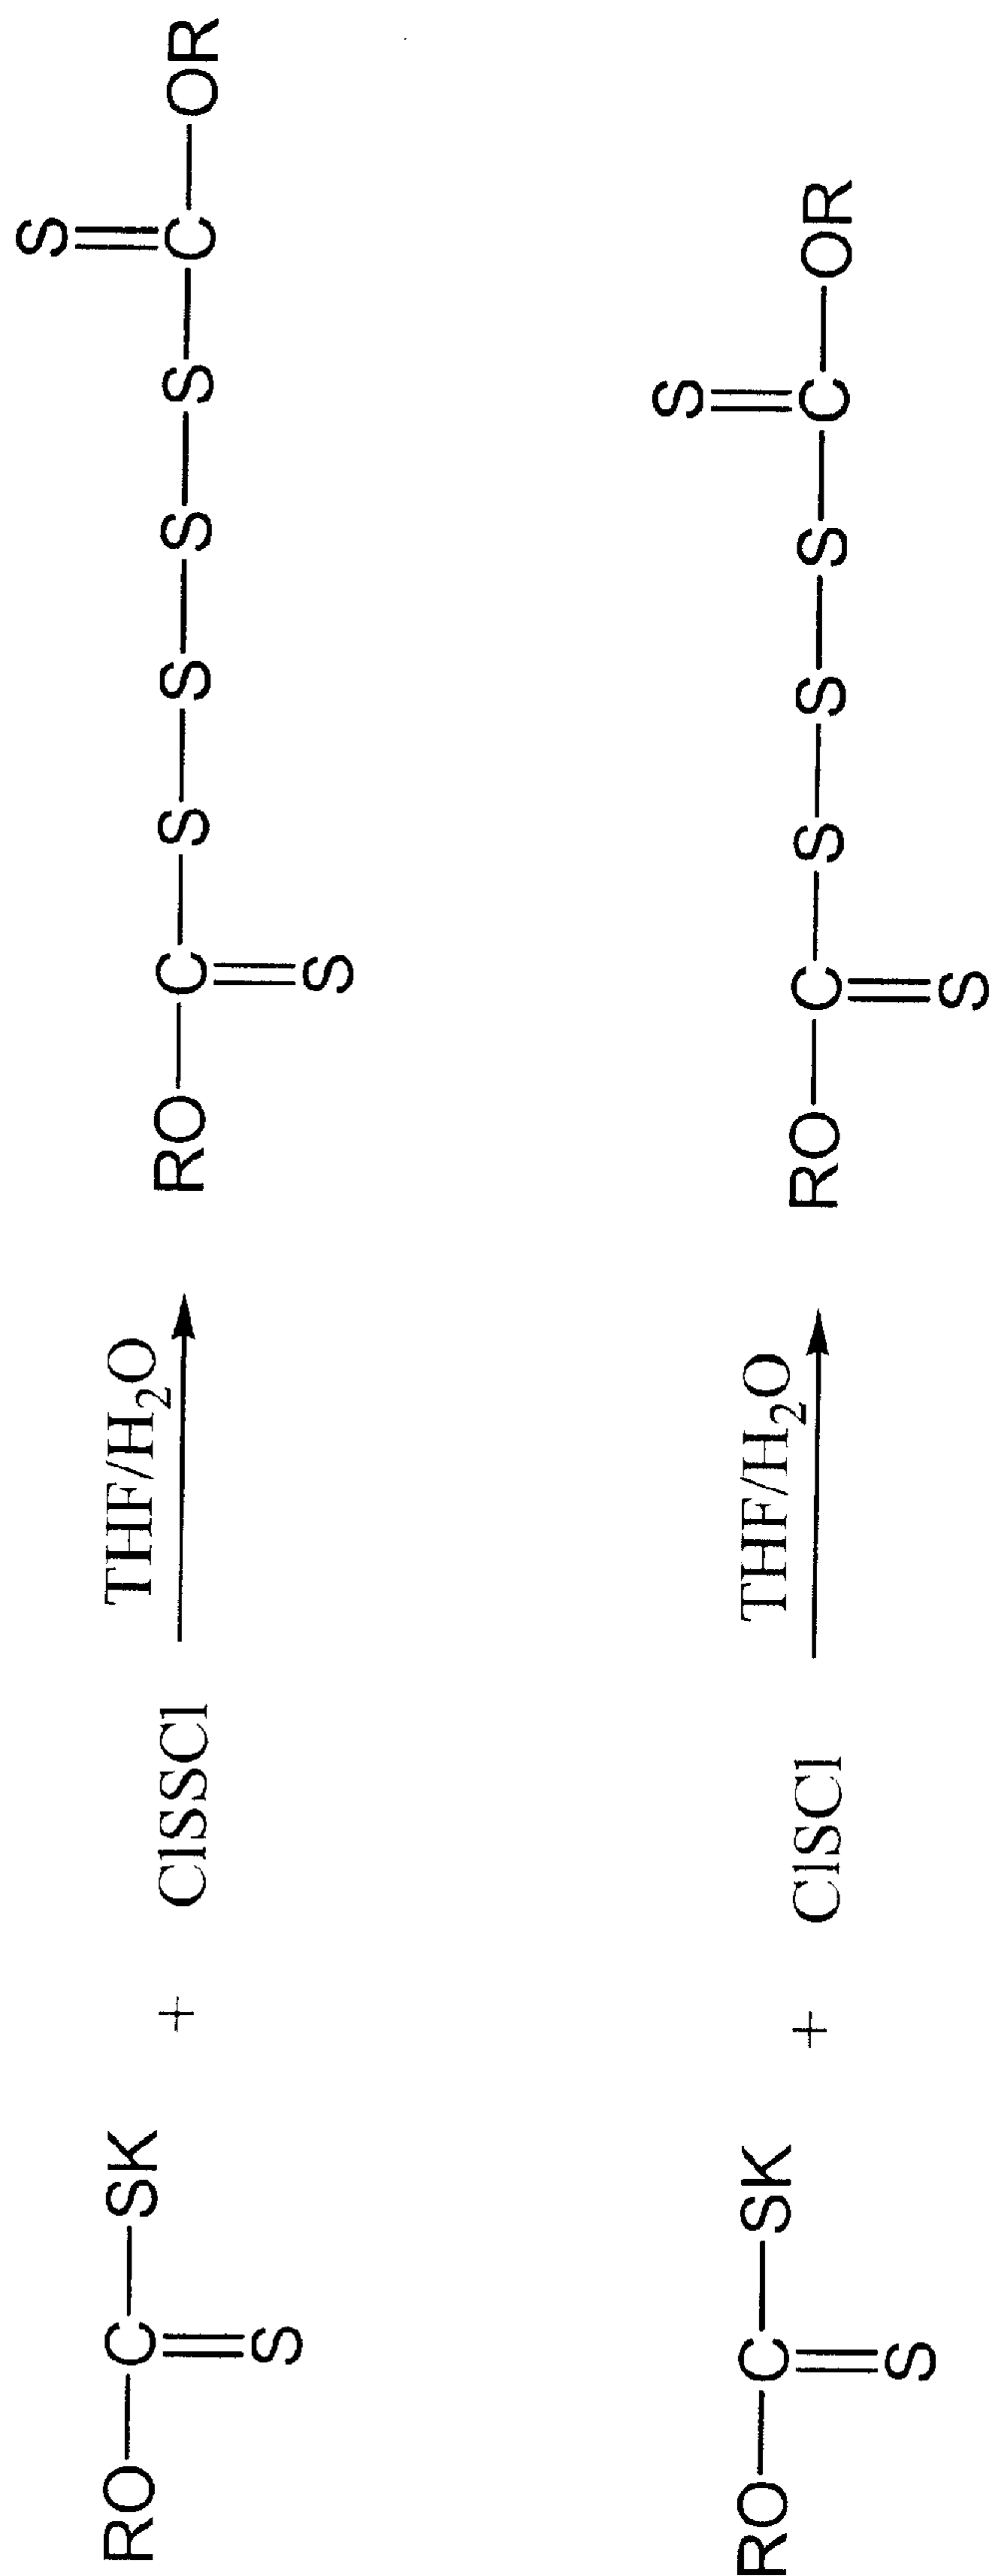 RO—C(=S)—SK + ClSSCl THF/H₂O → RO—C(=S)—S—S—S—S—C(=S)—OR
RO—C(=S)—SK + ClSCl THF/H₂O → RO—C(=S)—S—S—S—C(=S)—OR